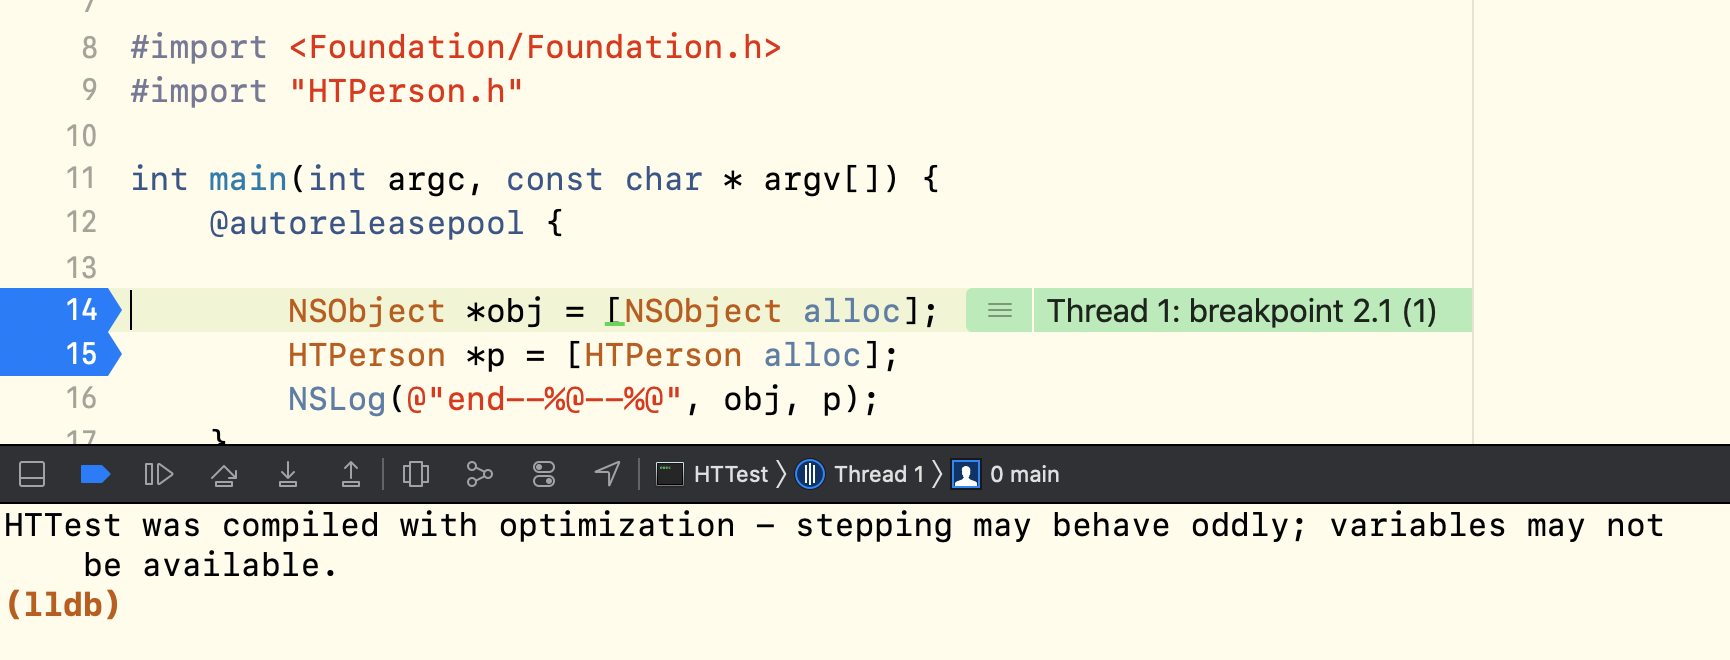 7
8 #import <Foundation/Foundation.h>
9 #import "HTPerson.h"
10
11 int main(int argc, const char * argv[]) {
12 @autoreleasepool {
13
14 NSObject *obj = [NSObject alloc]; Thread 1: breakpoint 2.1 (1)
15 HTPerson *p = [HTPerson alloc];
16 NSLog(@"end--%@--%@", obj, p);
17 }
HTTest 〉 Thread 1 〉 0 main
HTTest was compiled with optimization - stepping may behave oddly; variables may not
be available.
(lldb)